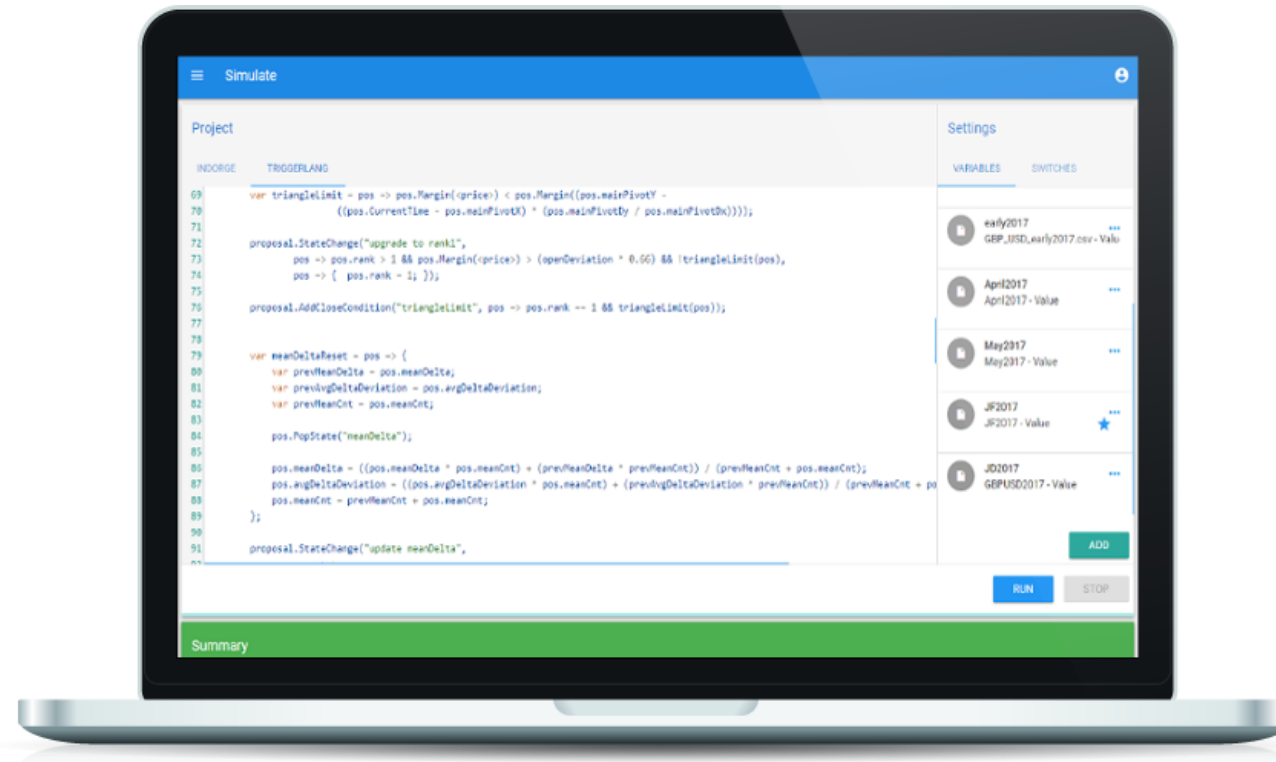 Simulate
Project
INDORGE
TRIGGERLANG
69 var triangleLimit = pos => pos.Margin(<price>) < pos.Margin((pos.mainPivotY -
70 ((pos.CurrentTime - pos.mainPivotX) * (pos.mainPivotDy / pos.mainPivotDx))));
71
72 proposal.StateChange("upgrade to rank1",
73 pos => pos.rank > 1 && pos.Margin(<price>) > (openDeviation * 0.66) && !triangleLimit(pos),
74 pos => { pos.rank = 1; });
75
76 proposal.AddCloseCondition("triangleLimit", pos => pos.rank == 1 && triangleLimit(pos));
77
78
79 var meanDeltaReset = pos => {
80 var prevMeanDelta = pos.meanDelta;
81 var prevAvgDeltaDeviation = pos.avgDeltaDeviation;
82 var prevMeanCnt = pos.meanCnt;
83
84 pos.PopState("meanDelta");
85
86 pos.meanDelta = ((pos.meanDelta * pos.meanCnt) + (prevMeanDelta * prevMeanCnt)) / (prevMeanCnt + pos.meanCnt);
87 pos.avgDeltaDeviation = ((pos.avgDeltaDeviation * pos.meanCnt) + (prevAvgDeltaDeviation * prevMeanCnt)) / (prevMeanCnt + po
88 pos.meanCnt = prevMeanCnt + pos.meanCnt;
89 };
90
91 proposal.StateChange("update meanDelta",
Settings
VARIABLES
SWITCHES
early2017
GBP_USD_early2017.csv - Valu
April2017
April2017 - Value
May2017
May2017 - Value
JF2017
JF2017 - Value
JD2017
GBPUSD2017 - Value
ADD
RUN
STOP
Summary